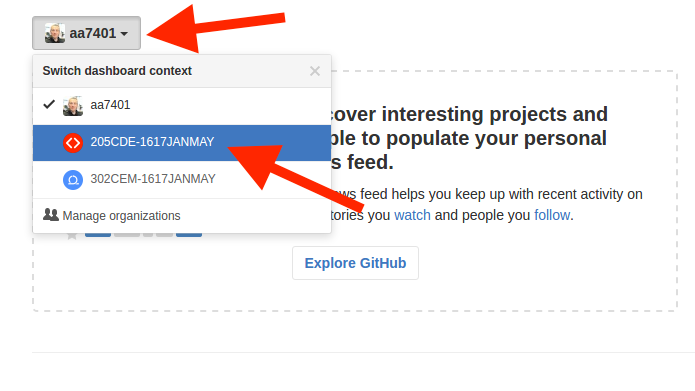 aa7401
Switch dashboard context
aa7401
205CDE-1617JANMAY
302CEM-1617JANMAY
Manage organizations
cover interesting projects and
ble to populate your personal
s feed.
ws feed helps you keep up with recent activity on
tories you watch and people you follow.
Explore GitHub